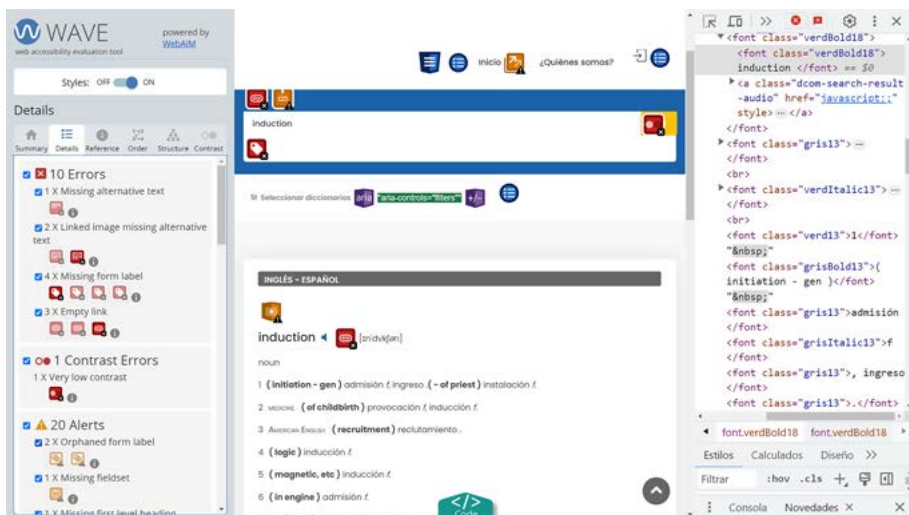 WAVE
web accessibility evaluation tool
powered by
WebAIM
Styles: OFF ON
Details
Summary Details Reference Order Structure Contrast
10 Errors
1 X Missing alternative text
2 X Linked image missing alternative
text
4 X Missing form label
3 X Empty link
1 Contrast Errors
1 X Very low contrast
20 Alerts
2 X Orphaned form label
1 X Missing fieldset
1 X Missing first level heading
Inicio ¿Quiénes somos?
induction
Seleccionar diccionarios aria *aria-controls="filters"* +/-
INGLÉS - ESPAÑOL
induction
noun
1 (initiation - gen) admisión f, ingreso .(- of priest) instalación f.
2 MEDICINE (of childbirth) provocación f, inducción f.
3 AMERICAN ENGLISH (recruitment) reclutamiento .
4 (logic) inducción f.
5 (magnetic, etc) inducción f.
6 (in engine) admisión f.
</>
Code
<font class="verdBold18">
<font class="verdBold18">
induction </font> == $0
<a class="dcom-search-result
-audio" href="javascript:;"
style> … </a>
</font>
<font class="gris13"> …
</font>
<br>
<font class="verdItalic13"> …
</font>
<br>
<font class="verd13">1</font>
"&nbsp;"
<font class="grisBold13">(
initiation - gen )</font>
"&nbsp;"
<font class="gris13">admisión
</font>
<font class="grisItalic13">f
</font>
<font class="gris13">, ingreso
</font>
<font class="gris13">.</font>
font.verdBold18 font.verdBold18
Estilos Calculados Diseño >>
Filtrar :hov .cls +
Consola Novedades ×